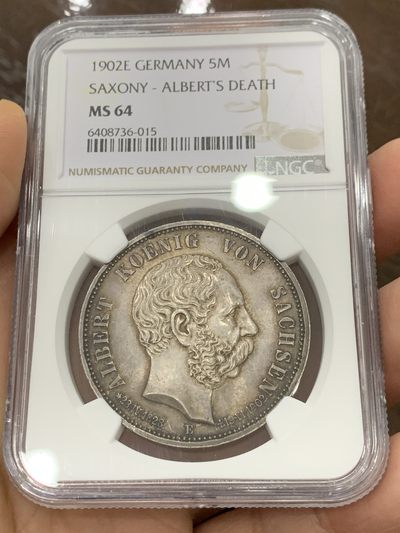 1902E GERMANY 5M
SAXONY - ALBERT'S DEATH
MS 64
6408736-015
NUMISMATIC GUARANTY COMPANY
NGC
ALBERT KOENIG VON SACHSEN
E